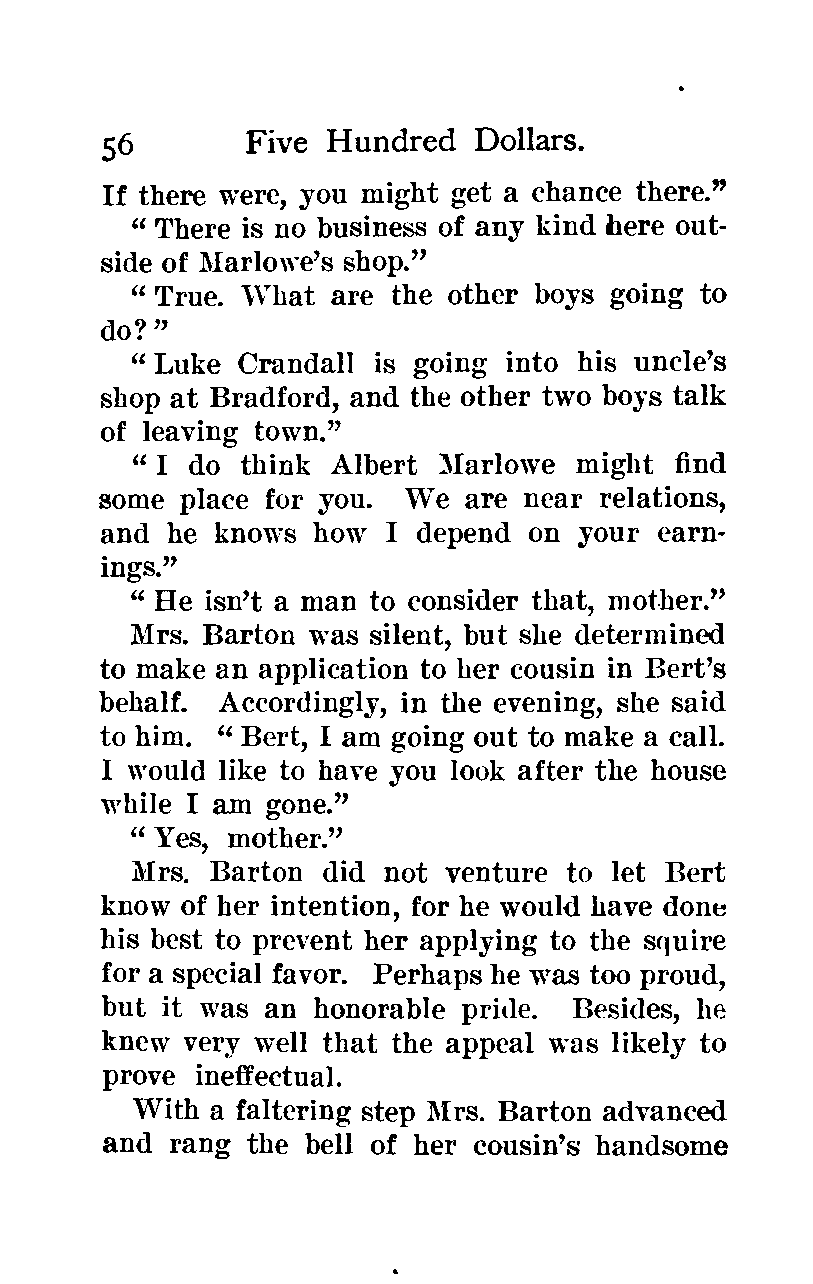 56 Five Hundred Dollars.
If there were, you might get a chance there.”
“ There is no business of any kind here out-
side of Marlowe’s shop.”
“ True. What are the other boys going to
do? ”
“ Luke Crandall is going into his uncle’s
shop at Bradford, and the other two boys talk
of leaving town.”
“ I do think Albert Marlowe might find
some place for you. We are near relations,
and he knows how I depend on your earn-
ings.”
“ He isn’t a man to consider that, mother.”
Mrs. Barton was silent, but she determined
to make an application to her cousin in Bert’s
behalf. Accordingly, in the evening, she said
to him. “ Bert, I am going out to make a call.
I would like to have you look after the house
while I am gone.”
“ Yes, mother.”
Mrs. Barton did not venture to let Bert
know of her intention, for he would have done
his best to prevent her applying to the squire
for a special favor. Perhaps he was too proud,
but it was an honorable pride. Besides, he
knew very well that the appeal was likely to
prove ineffectual.
With a faltering step Mrs. Barton advanced
and rang the bell of her cousin’s handsome